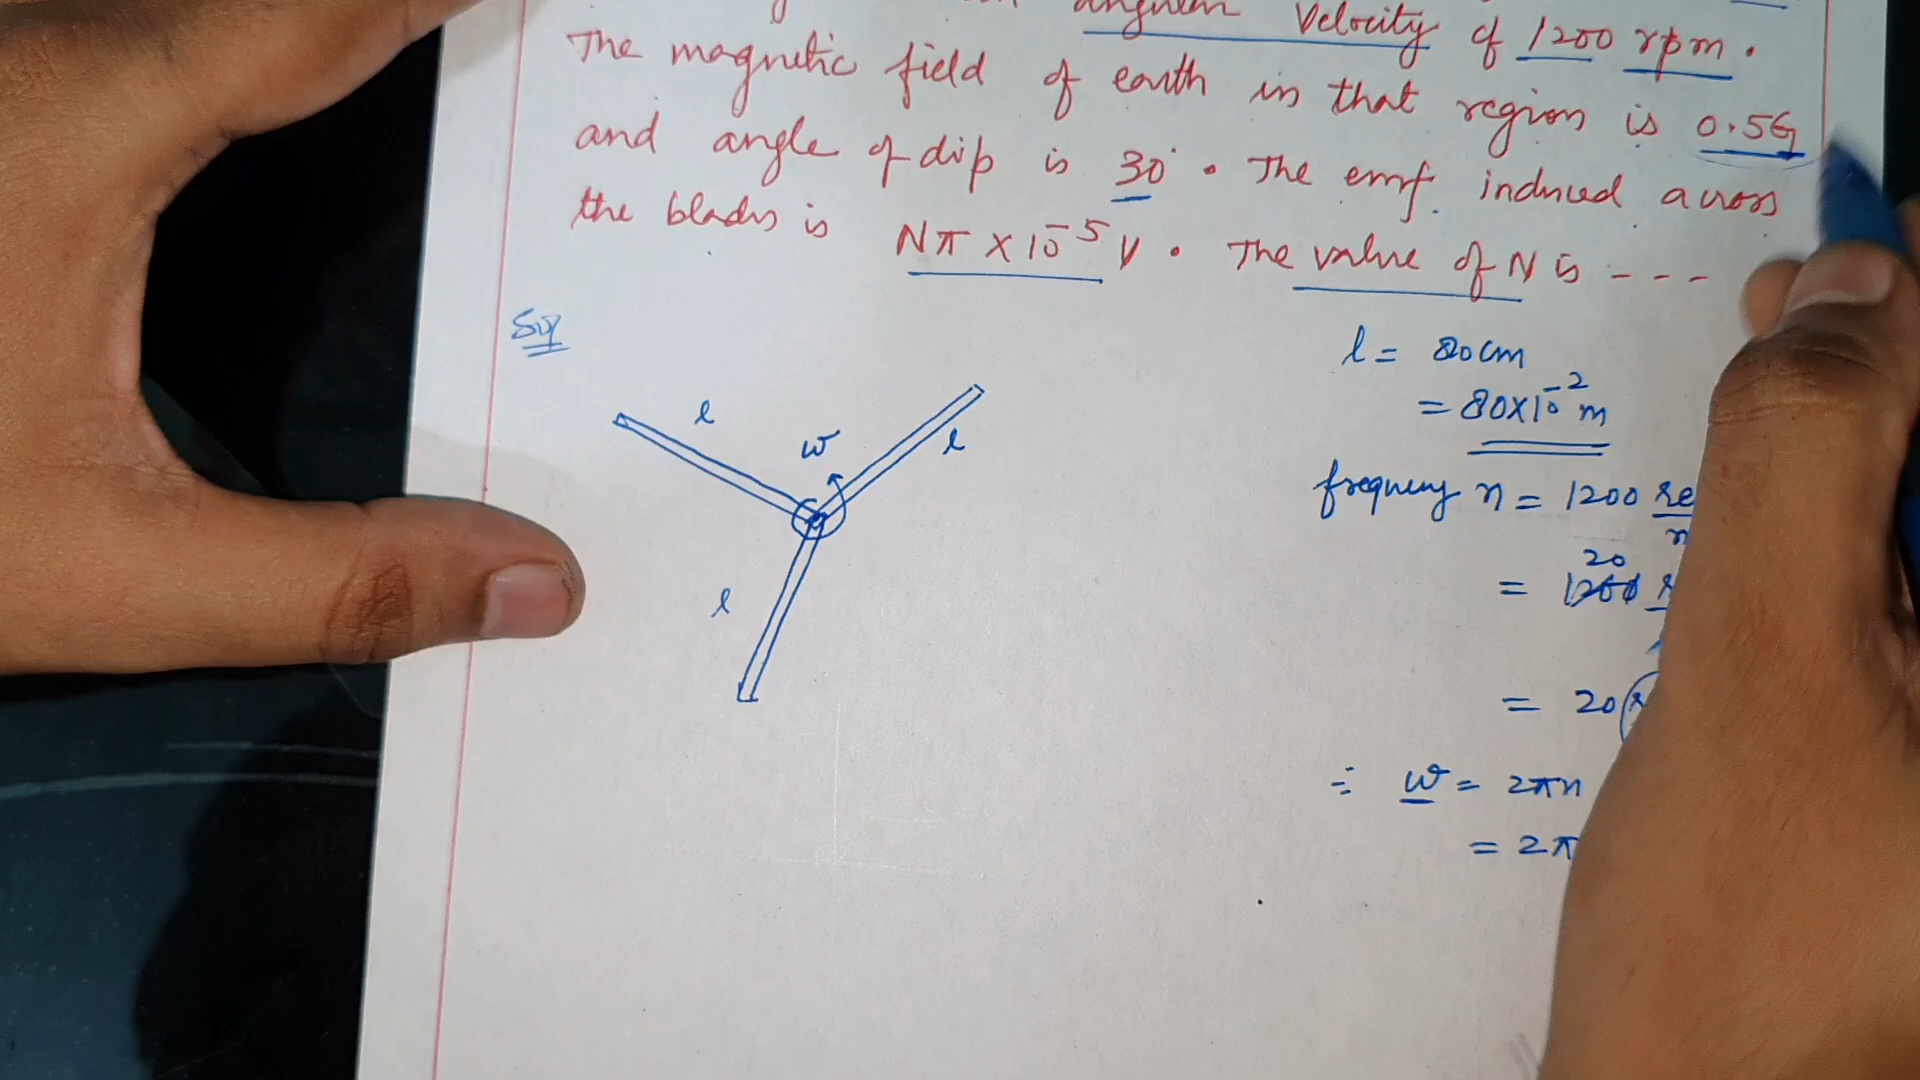 angular Velocity of 1200 rpm.
The magnetic field of earth in that region is 0.5G
and angle of dip is 30°. The emf induced across
the blades is Nπ×10⁻⁵ V. The value of N is ---
Sol
l = 80cm
= 80×10⁻² m
l
w
l
frequency n = 1200
20
= 1200
l
= 20
∴ w = 2πn
= 2π